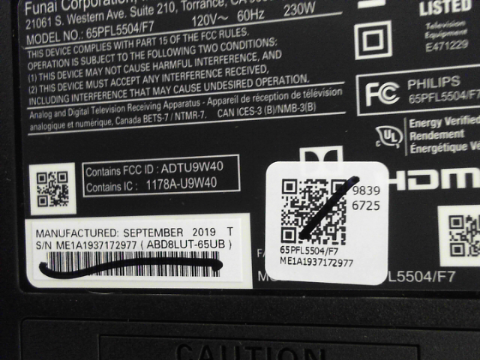 Funai Corporation,
21061 S. Western Ave. Suite 210, Torrance, CA
MODEL NO.: 65PFL5504/F7 120V~ 60Hz 230W
THIS DEVICE COMPLIES WITH PART 15 OF THE FCC RULES.
OPERATION IS SUBJECT TO THE FOLLOWING TWO CONDITIONS:
(1) THIS DEVICE MAY NOT CAUSE HARMFUL INTERFERENCE, AND
(2) THIS DEVICE MUST ACCEPT ANY INTERFERENCE RECEIVED,
INCLUDING INTERFERENCE THAT MAY CAUSE UNDESIRED OPERATION.
Analog and Digital Television Receiving Apparatus - Appareil de réception de télévision
analogique et numérique, Canada BETS-7 / NTMR-7. CAN ICES-3 (B)/NMB-3(B)
LISTED
Television
Equipment
E471229
FC PHILIPS
65PFL5504/F7
UL Energy Verified
Rendement
Énergétique Vérifié
Contains FCC ID : ADTU9W40
Contains IC : 1178A-U9W40
HDMI
MANUFACTURED: SEPTEMBER 2019 T
S/N ME1A1937172977 ( ABD8LUT-65UB )
9839
6725
65PFL5504/F7
ME1A1937172977
FA
M
PFL5504/F7
CAUTION